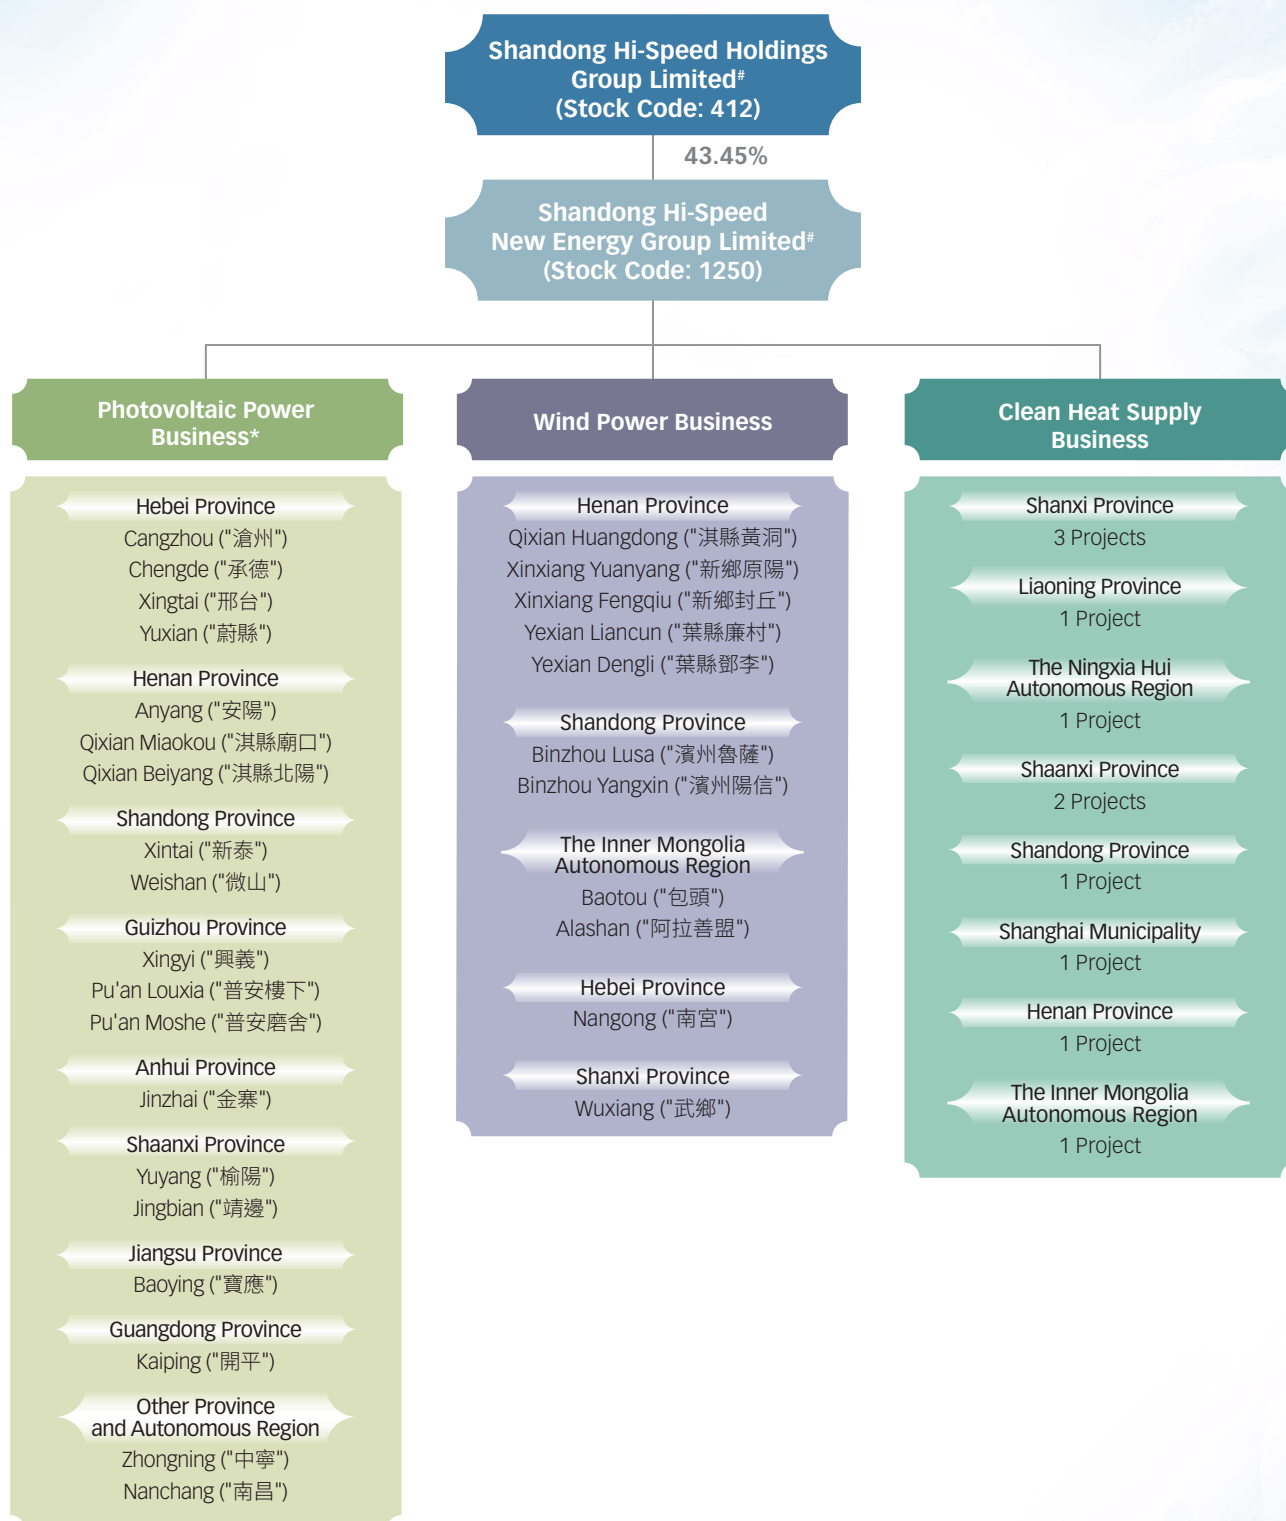 Shandong Hi-Speed Holdings
Group Limited#
(Stock Code: 412)
43.45%
Shandong Hi-Speed
New Energy Group Limited#
(Stock Code: 1250)
Photovoltaic Power
Business*
Hebei Province
Cangzhou ("滄州")
Chengde ("承德")
Xingtai ("邢台")
Yuxian ("蔚縣")
Henan Province
Anyang ("安陽")
Qixian Miaokou ("淇縣廟口")
Qixian Beiyang ("淇縣北陽")
Shandong Province
Xintai ("新泰")
Weishan ("微山")
Guizhou Province
Xingyi ("興義")
Pu'an Louxia ("普安樓下")
Pu'an Moshe ("普安磨舍")
Anhui Province
Jinzhai ("金寨")
Shaanxi Province
Yuyang ("榆陽")
Jingbian ("靖邊")
Jiangsu Province
Baoying ("寶應")
Guangdong Province
Kaiping ("開平")
Other Province
and Autonomous Region
Zhongning ("中寧")
Nanchang ("南昌")
Wind Power Business
Henan Province
Qixian Huangdong ("淇縣黃洞")
Xinxiang Yuanyang ("新鄉原陽")
Xinxiang Fengqiu ("新鄉封丘")
Yexian Liancun ("葉縣廉村")
Yexian Dengli ("葉縣鄧李")
Shandong Province
Binzhou Lusa ("濱州魯薩")
Binzhou Yangxin ("濱州陽信")
The Inner Mongolia
Autonomous Region
Baotou ("包頭")
Alashan ("阿拉善盟")
Hebei Province
Nangong ("南宮")
Shanxi Province
Wuxiang ("武鄉")
Clean Heat Supply
Business
Shanxi Province
3 Projects
Liaoning Province
1 Project
The Ningxia Hui
Autonomous Region
1 Project
Shaanxi Province
2 Projects
Shandong Province
1 Project
Shanghai Municipality
1 Project
Henan Province
1 Project
The Inner Mongolia
Autonomous Region
1 Project